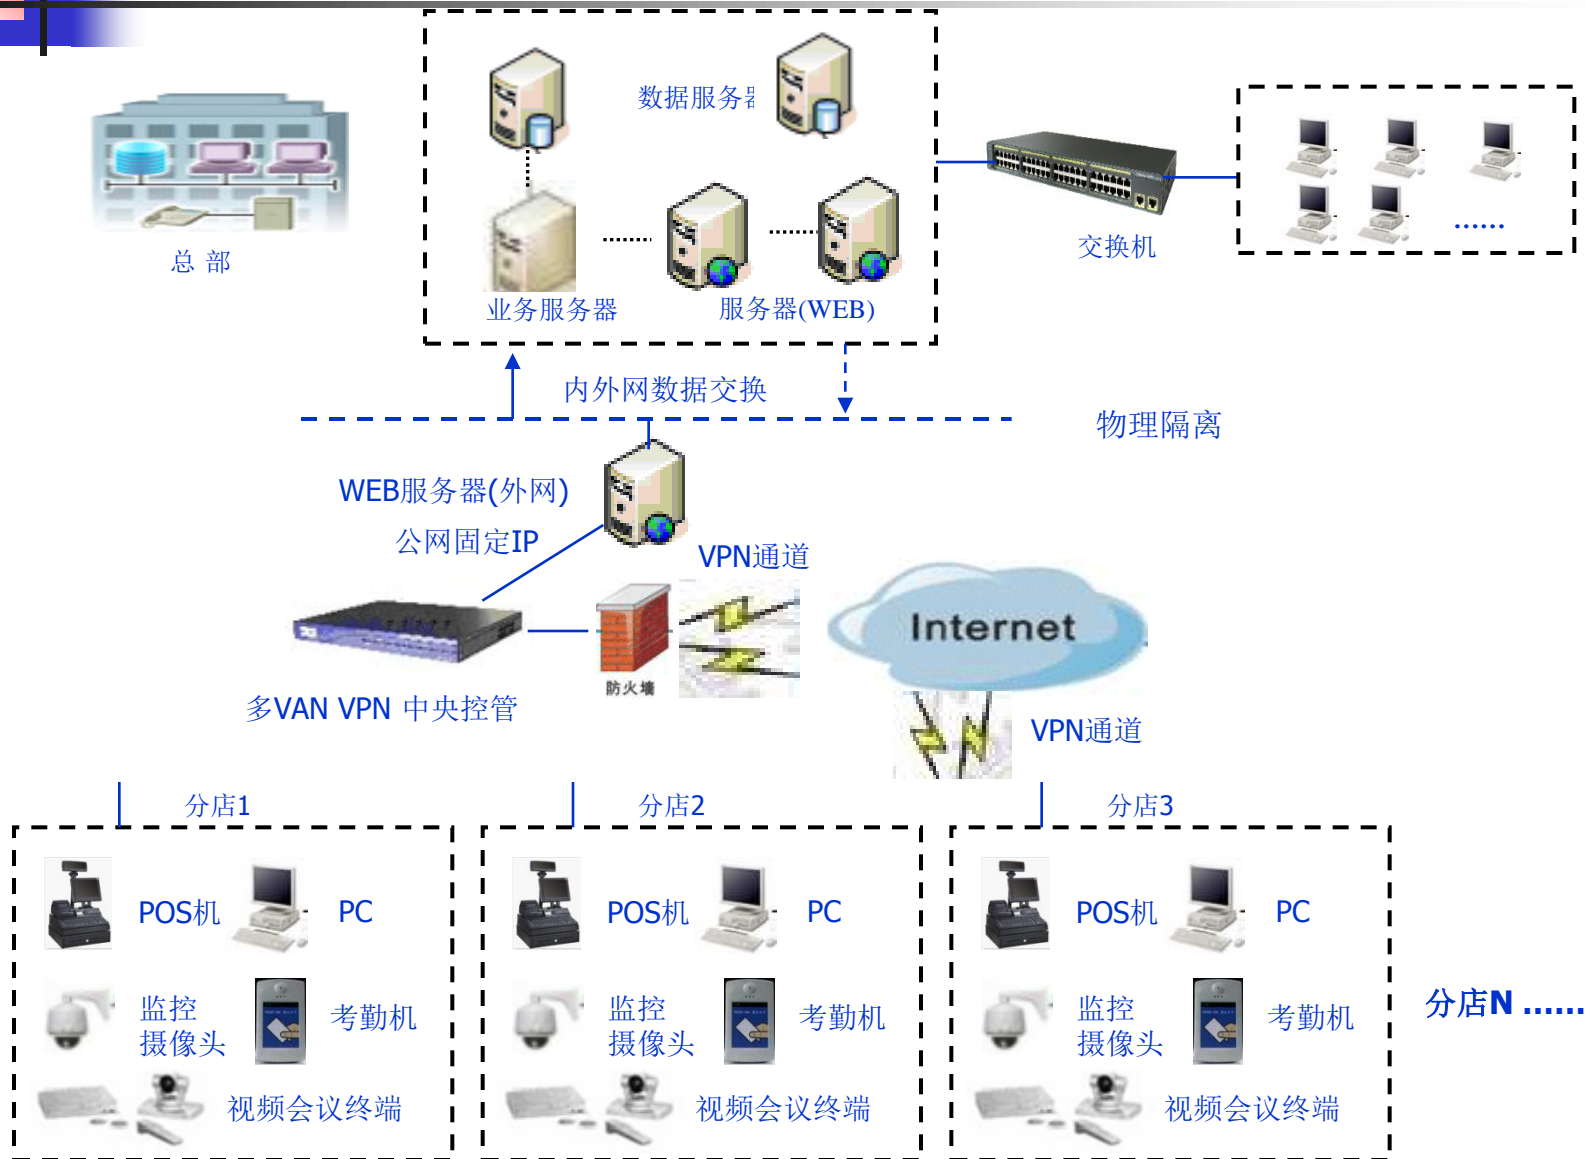 数据服务器
总 部
交换机
......
业务服务器
服务器(WEB)
内外网数据交换
物理隔离
WEB服务器(外网)
公网固定IP
VPN通道
Internet
防火墙
多VAN VPN 中央控管
VPN通道
分店1
分店2
分店3
POS机
PC
POS机
PC
POS机
PC
监控
摄像头
考勤机
监控
摄像头
考勤机
监控
摄像头
考勤机
分店N ......
视频会议终端
视频会议终端
视频会议终端